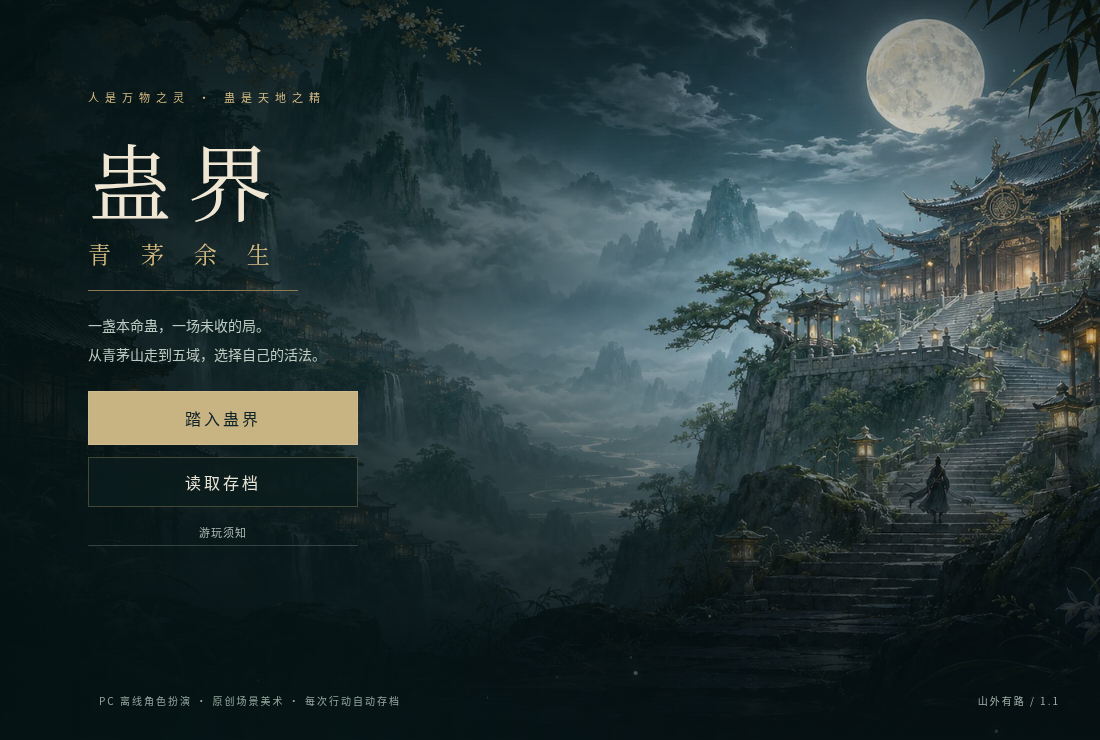 人是万物之灵 · 蛊是天地之精
蛊界
青茅余生
一盏本命蛊，一场未收的局。
从青茅山走到五域，选择自己的活法。
踏入蛊界
读取存档
游玩须知
PC 离线角色扮演 · 原创场景美术 · 每次行动自动存档
山外有路 / 1.1